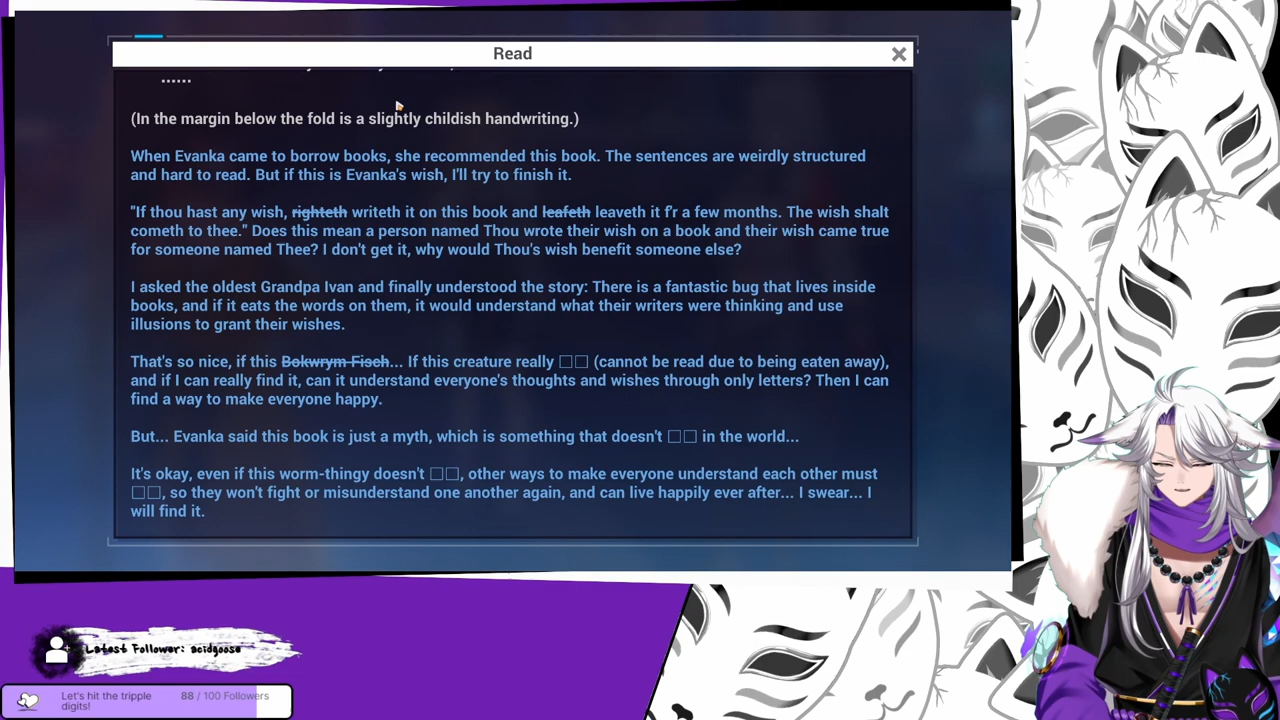 Read
......
(In the margin below the fold is a slightly childish handwriting.)
When Evanka came to borrow books, she recommended this book. The sentences are weirdly structured
and hard to read. But if this is Evanka's wish, I'll try to finish it.
"If thou hast any wish, righteth writeth it on this book and leafeth leaveth it f'r a few months. The wish shalt
cometh to thee." Does this mean a person named Thou wrote their wish on a book and their wish came true
for someone named Thee? I don't get it, why would Thou's wish benefit someone else?
I asked the oldest Grandpa Ivan and finally understood the story: There is a fantastic bug that lives inside
books, and if it eats the words on them, it would understand what their writers were thinking and use
illusions to grant their wishes.
That's so nice, if this Bokwrym Fisch... If this creature really □□ (cannot be read due to being eaten away),
and if I can really find it, can it understand everyone's thoughts and wishes through only letters? Then I can
find a way to make everyone happy.
But... Evanka said this book is just a myth, which is something that doesn't □□ in the world...
It's okay, even if this worm-thingy doesn't □□, other ways to make everyone understand each other must
□□, so they won't fight or misunderstand one another again, and can live happily ever after... I swear... I
will find it.
Latest Follower: acidgoose
Let's hit the tripple
digits!
88 / 100 Followers